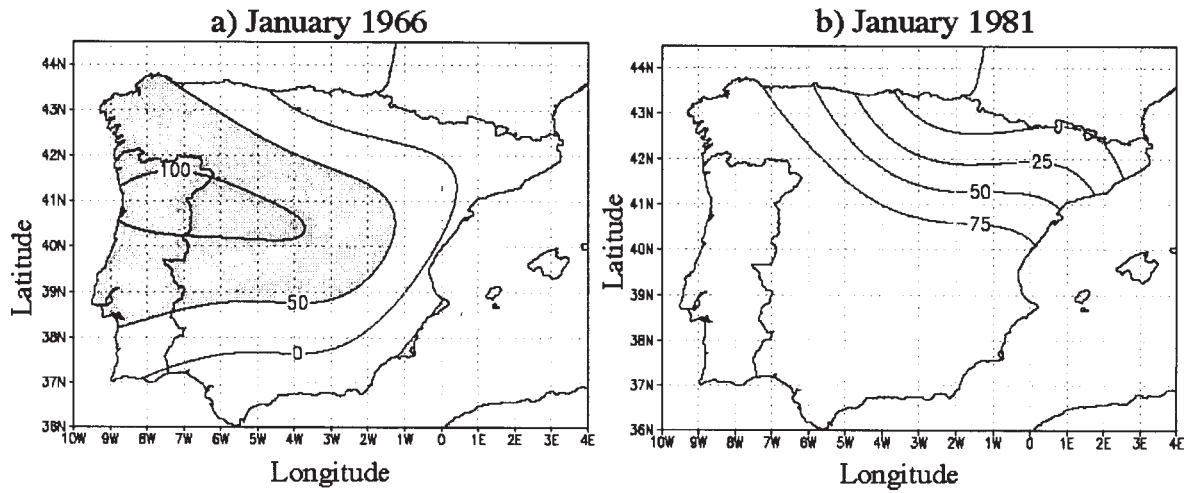 a) January 1966
44N
43N
42N
41N
40N
39N
38N
37N
36N
100
50
0
10W 9W 8W 7W 6W 5W 4W 3W 2W 1W 0 1E 2E 3E 4E
Latitude
Longitude
b) January 1981
44N
43N
42N
41N
40N
39N
38N
37N
36N
0
-25
-50
-75
10W 9W 8W 7W 6W 5W 4W 3W 2W 1W 0 1E 2E 3E 4E
Latitude
Longitude